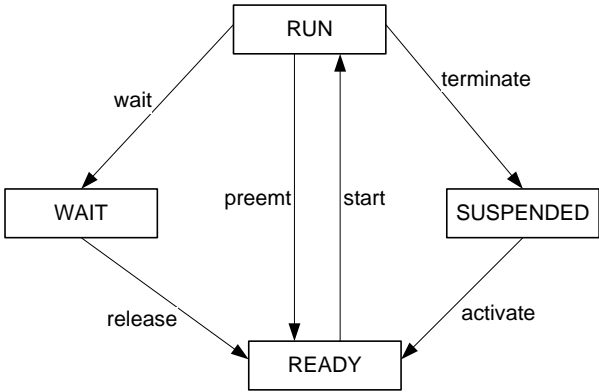 RUN
wait
terminate
WAIT
preemt
start
SUSPENDED
release
activate
READY